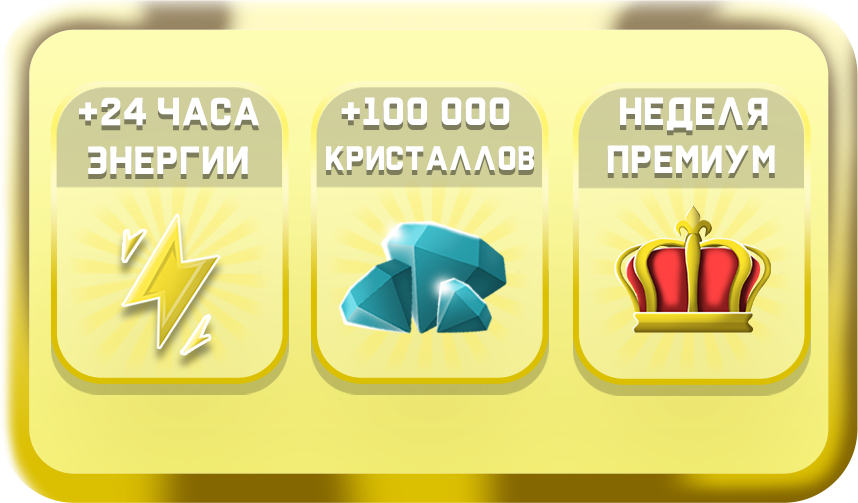 +24 ЧАСА
ЭНЕРГИИ
+100 000
КРИСТАЛЛОВ
НЕДЕЛЯ
ПРЕМИУМ